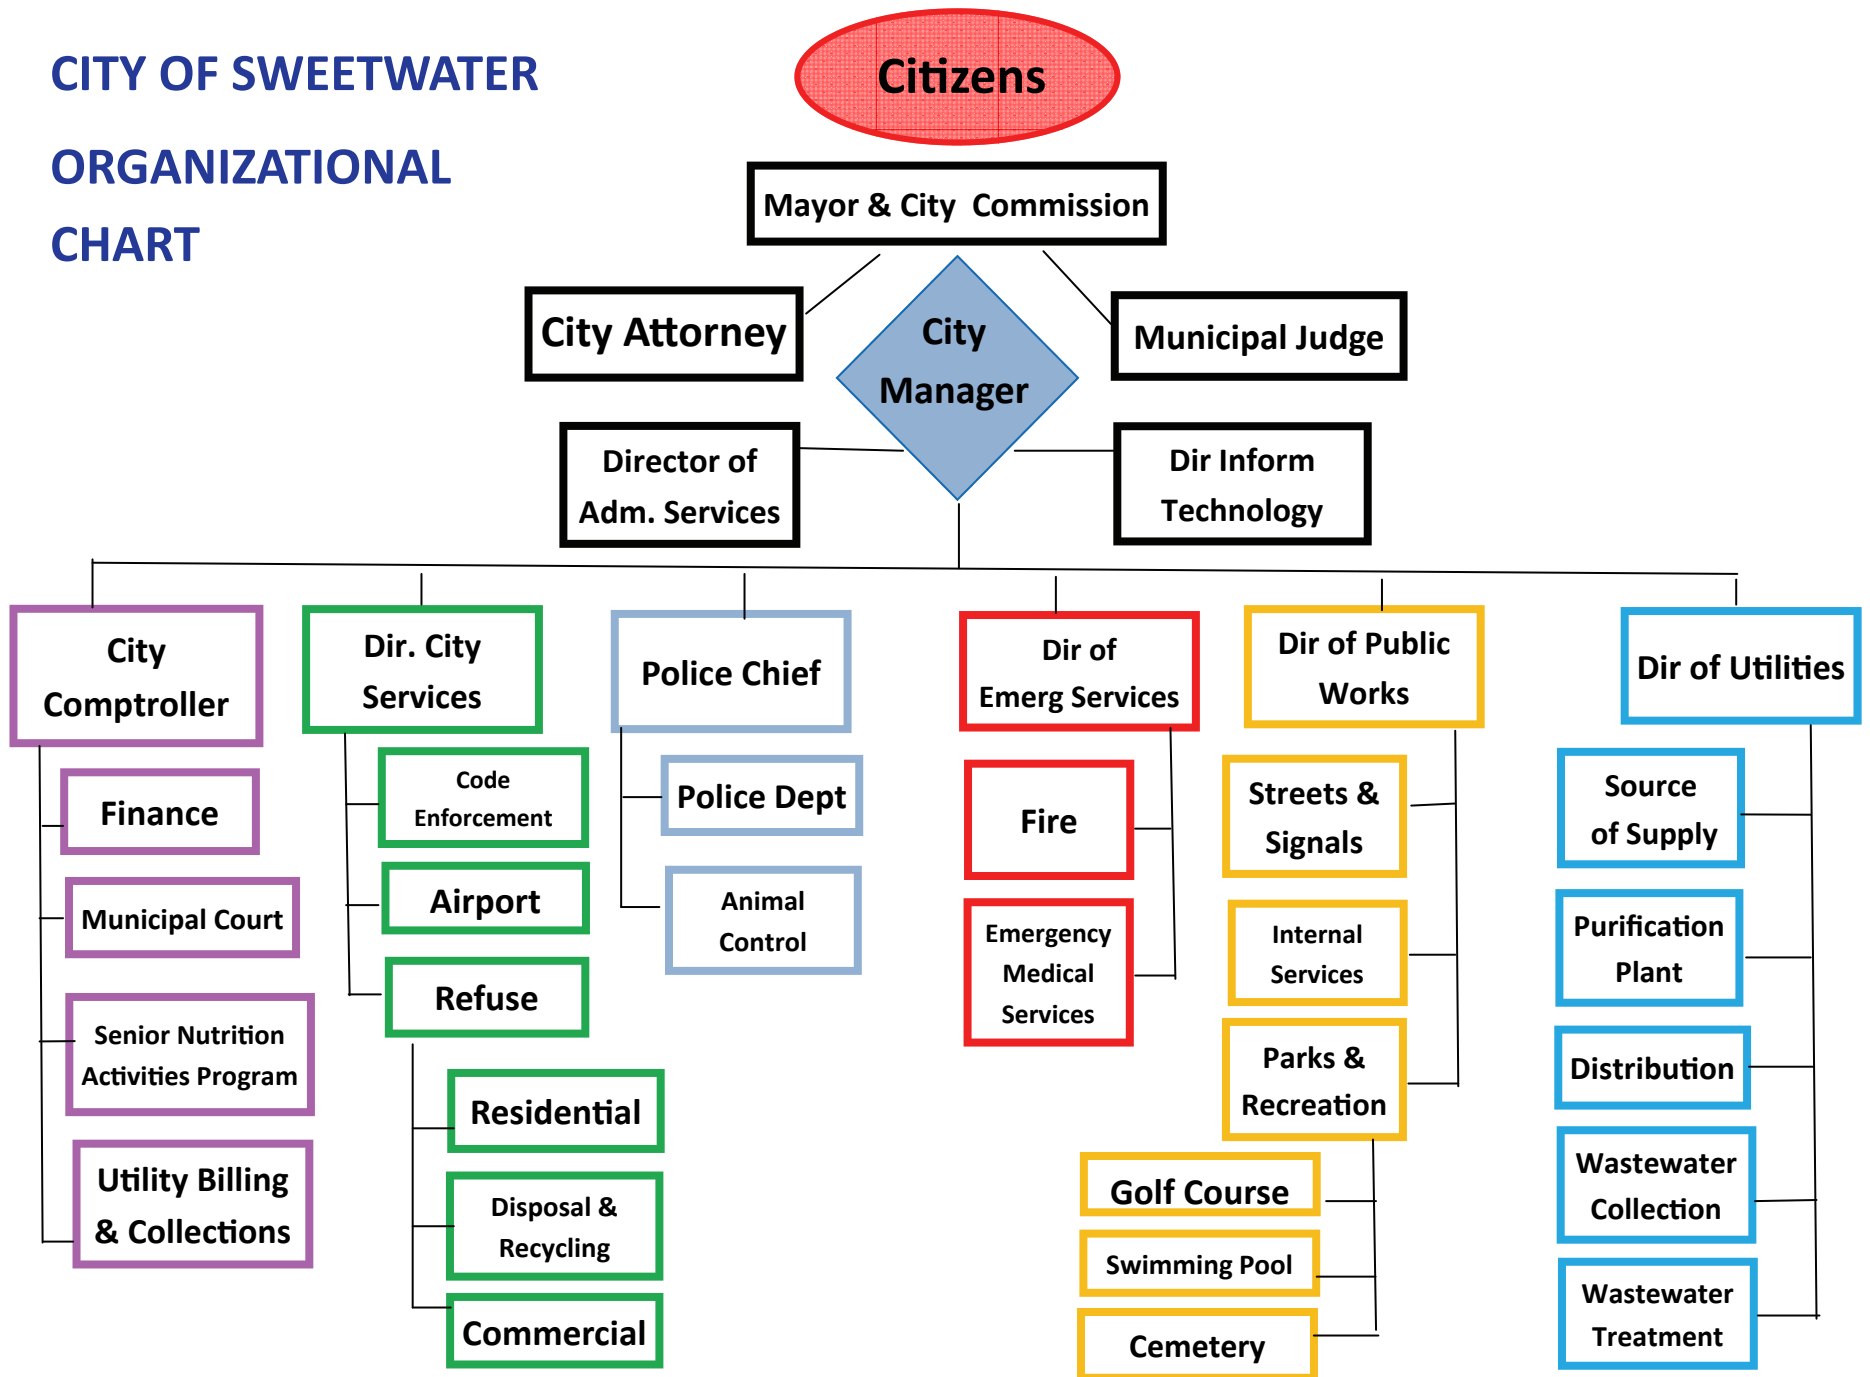 CITY OF SWEETWATER
ORGANIZATIONAL
CHART
Citizens
Mayor & City Commission
City Attorney
City
Manager
Municipal Judge
Director of
Adm. Services
Dir Inform
Technology
City
Comptroller
Finance
Municipal Court
Senior Nutrition
Activities Program
Utility Billing
& Collections
Dir. City
Services
Code
Enforcement
Airport
Refuse
Residential
Disposal &
Recycling
Commercial
Police Chief
Police Dept
Animal
Control
Dir of
Emerg Services
Fire
Emergency
Medical
Services
Dir of Public
Works
Streets &
Signals
Internal
Services
Parks &
Recreation
Golf Course
Swimming Pool
Cemetery
Dir of Utilities
Source
of Supply
Purification
Plant
Distribution
Wastewater
Collection
Wastewater
Treatment